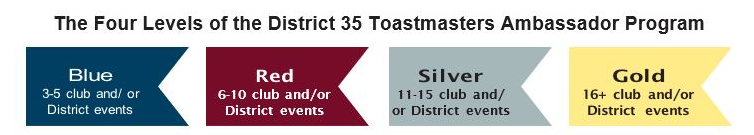 The Four Levels of the District 35 Toastmasters Ambassador Program
Blue
3-5 club and/ or
District events
Red
6-10 club and/or
District events
Silver
11-15 club and/
or District events
Gold
16+ club and/or
District events